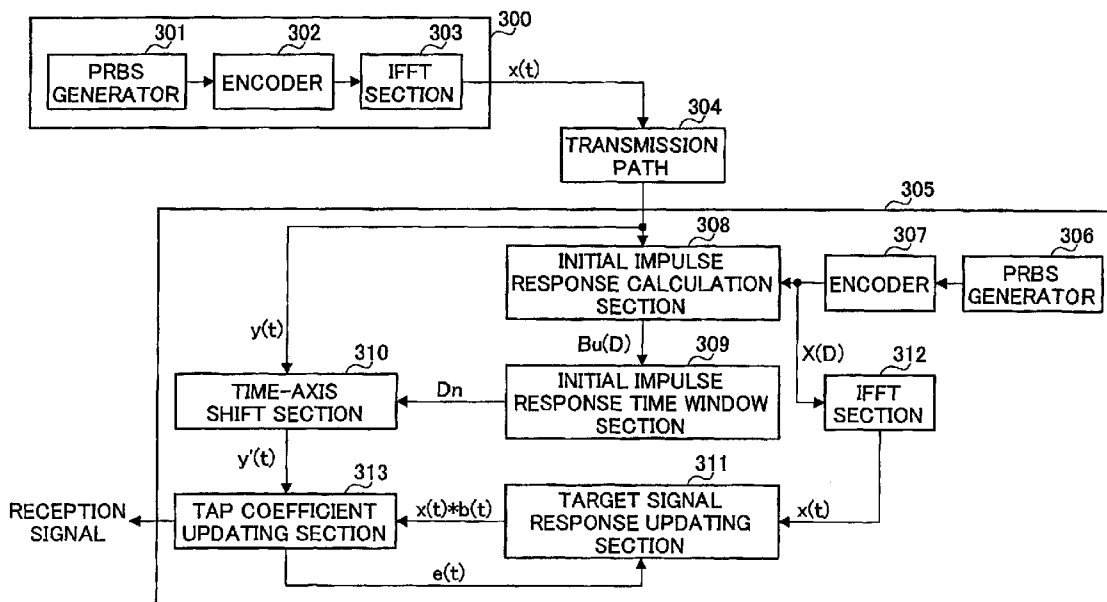 300
301
302
303
PRBS
GENERATOR
ENCODER
IFFT
SECTION
x(t)
304
TRANSMISSION
PATH
305
308
307
306
INITIAL IMPULSE
RESPONSE CALCULATION
SECTION
ENCODER
PRBS
GENERATOR
y(t)
Bu(D)
X(D)
310
309
312
TIME-AXIS
SHIFT SECTION
Dn
INITIAL IMPULSE
RESPONSE TIME WINDOW
SECTION
IFFT
SECTION
y'(t)
313
311
RECEPTION
SIGNAL
TAP COEFFICIENT
UPDATING SECTION
x(t)*b(t)
TARGET SIGNAL
RESPONSE UPDATING
SECTION
x(t)
e(t)